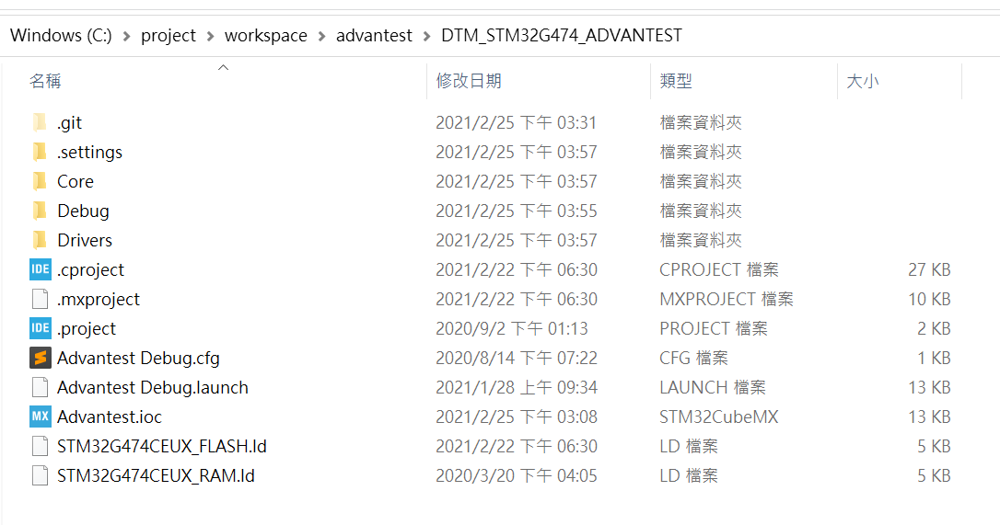 Windows (C:) > project > workspace > advantest > DTM_STM32G474_ADVANTEST
名稱 修改日期 類型 大小
.git 2021/2/25 下午 03:31 檔案資料夾
.settings 2021/2/25 下午 03:57 檔案資料夾
Core 2021/2/25 下午 03:57 檔案資料夾
Debug 2021/2/25 下午 03:55 檔案資料夾
Drivers 2021/2/25 下午 03:57 檔案資料夾
IDE .cproject 2021/2/22 下午 06:30 CPROJECT 檔案 27 KB
.mxproject 2021/2/22 下午 06:30 MXPROJECT 檔案 10 KB
IDE .project 2020/9/2 下午 01:13 PROJECT 檔案 2 KB
Advantest Debug.cfg 2020/8/14 下午 07:22 CFG 檔案 1 KB
Advantest Debug.launch 2021/1/28 上午 09:34 LAUNCH 檔案 13 KB
MX Advantest.ioc 2021/2/25 下午 03:08 STM32CubeMX 13 KB
STM32G474CEUX_FLASH.ld 2021/2/22 下午 06:30 LD 檔案 5 KB
STM32G474CEUX_RAM.ld 2020/3/20 下午 04:05 LD 檔案 5 KB